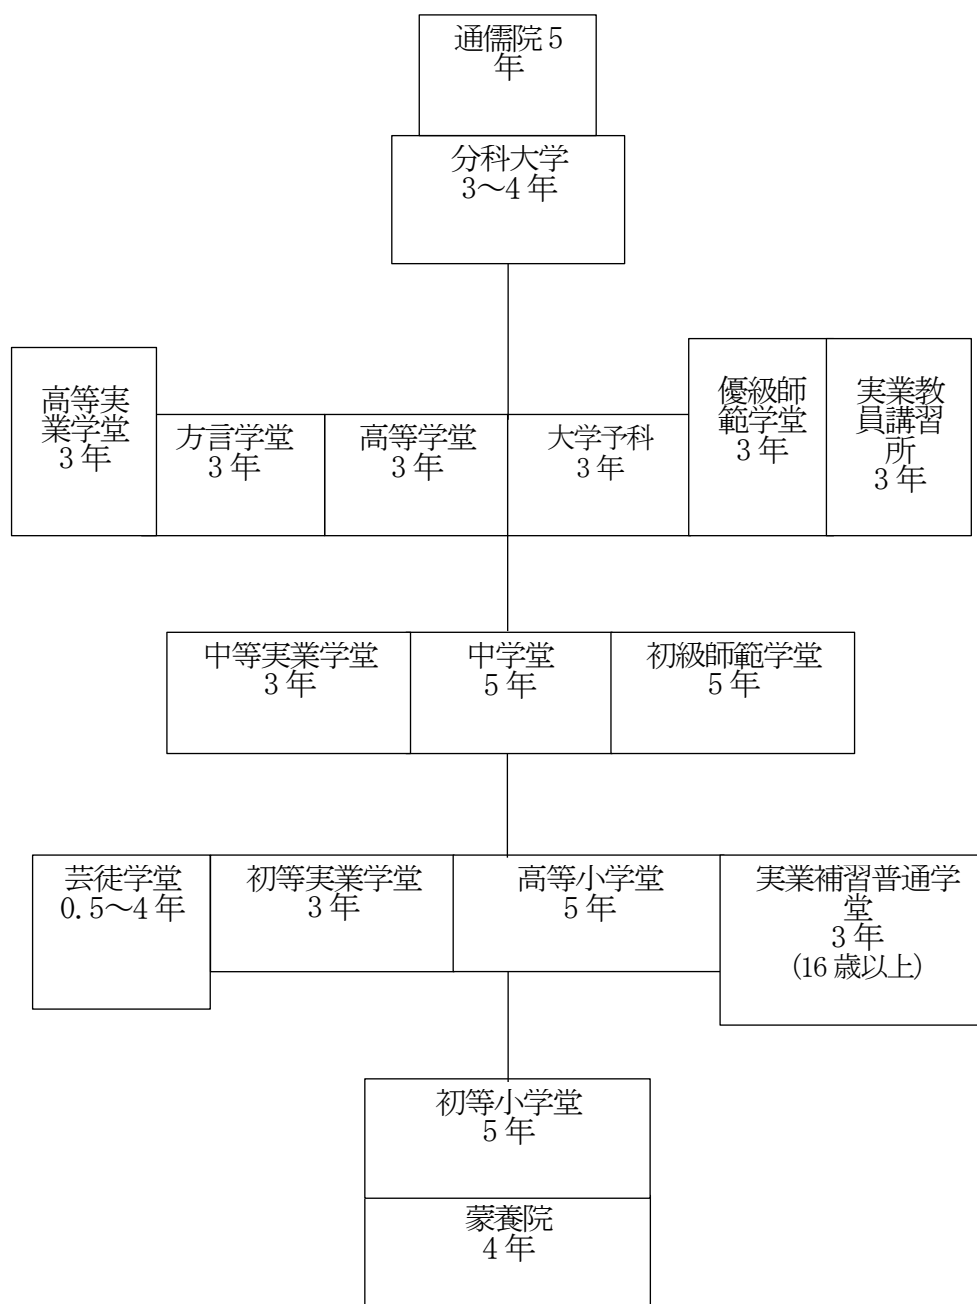 通儒院 5
年
分科大学
3～4 年
高等実
業学堂
3 年
方言学堂
3 年
高等学堂
3 年
大学予科
3 年
優級師
範学堂
3 年
実業教
員講習
所
3 年
中等実業学堂
3 年
中学堂
5 年
初級師範学堂
5 年
芸徒学堂
0.5～4 年
初等実業学堂
3 年
高等小学堂
5 年
実業補習普通学
堂
3 年
(16 歳以上)
初等小学堂
5 年
蒙養院
4 年